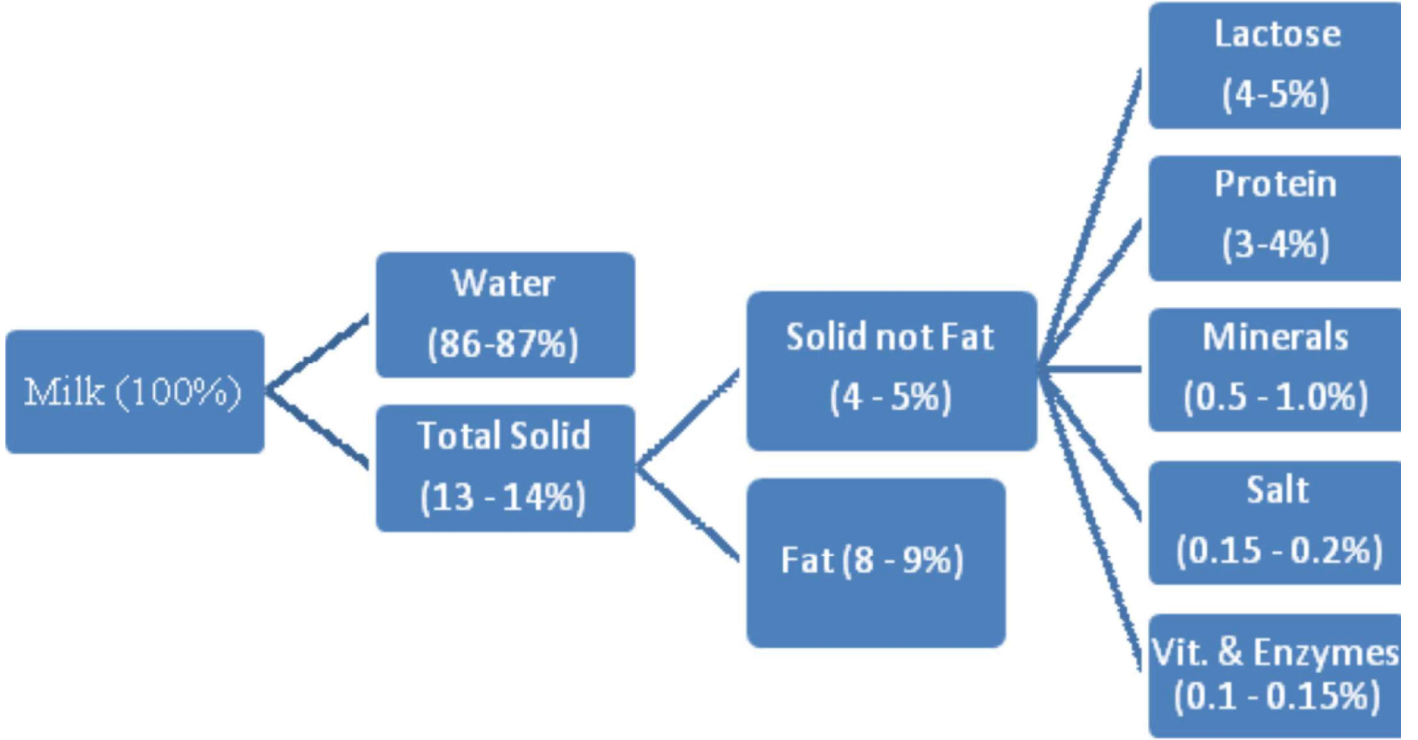 Milk (100%)
Water
(86-87%)
Total Solid
(13 - 14%)
Solid not Fat
(4 - 5%)
Fat (8 - 9%)
Lactose
(4-5%)
Protein
(3-4%)
Minerals
(0.5 - 1.0%)
Salt
(0.15 - 0.2%)
Vit. & Enzymes
(0.1 - 0.15%)